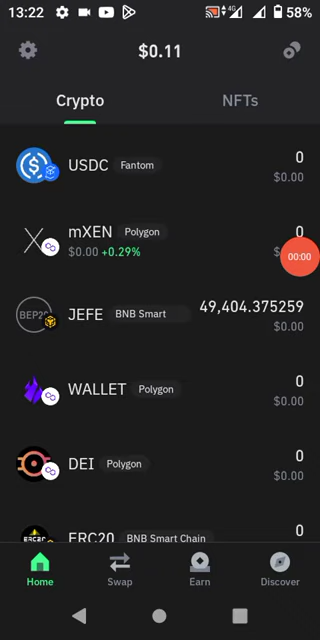 13:22 4G 58%
$0.11
Crypto NFTs
USDC Fantom 0
$0.00
mXEN Polygon 0
$0.00 +0.29%
00:00
BEP20 JEFE BNB Smart 49,404.375259
$0.00
WALLET Polygon 0
$0.00
DEI Polygon 0
$0.00
ERC20 BNB Smart Chain 0
Home Swap Earn Discover